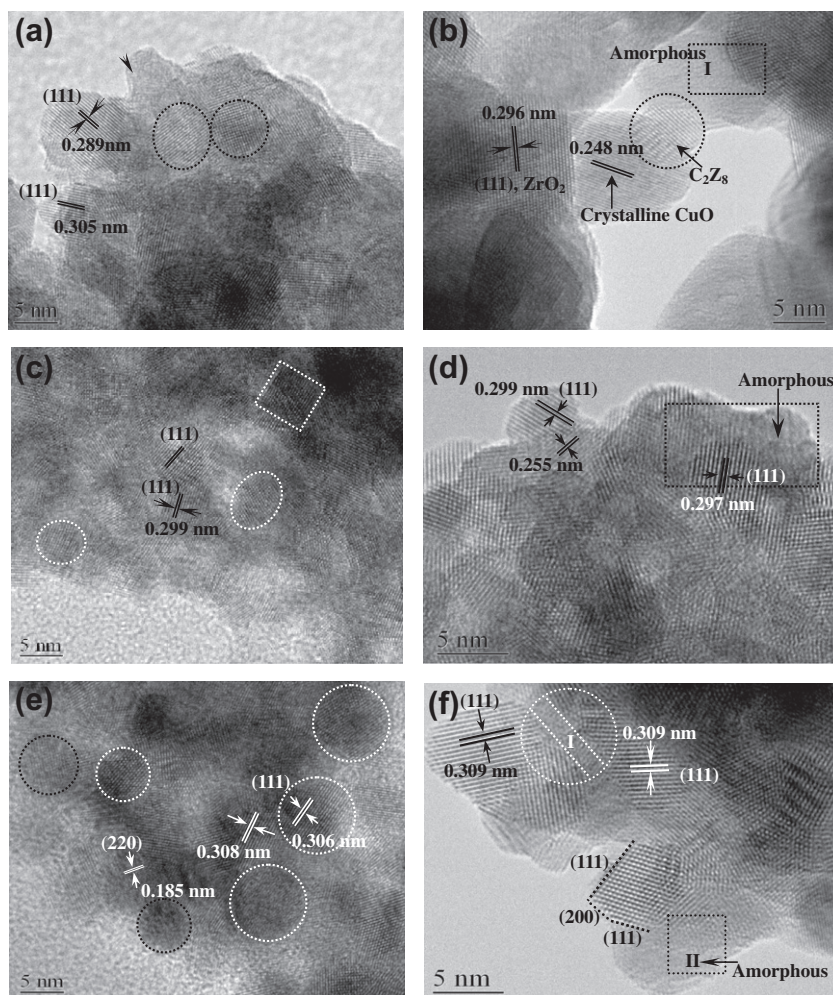 (a)
(111)
0.289nm
(111)
0.305 nm
5 nm
(b)
Amorphous
I
0.296 nm
0.248 nm
(111), ZrO₂
C₂Z₈
Crystalline CuO
5 nm
(c)
(111)
(111)
0.299 nm
5 nm
(d)
0.299 nm (111)
Amorphous
0.255 nm
(111)
0.297 nm
5 nm
(e)
(111)
0.308 nm
0.306 nm
(220)
0.185 nm
5 nm
(f)
(111)
I
0.309 nm
0.309 nm
(111)
(111)
(200)
(111)
II
Amorphous
5 nm